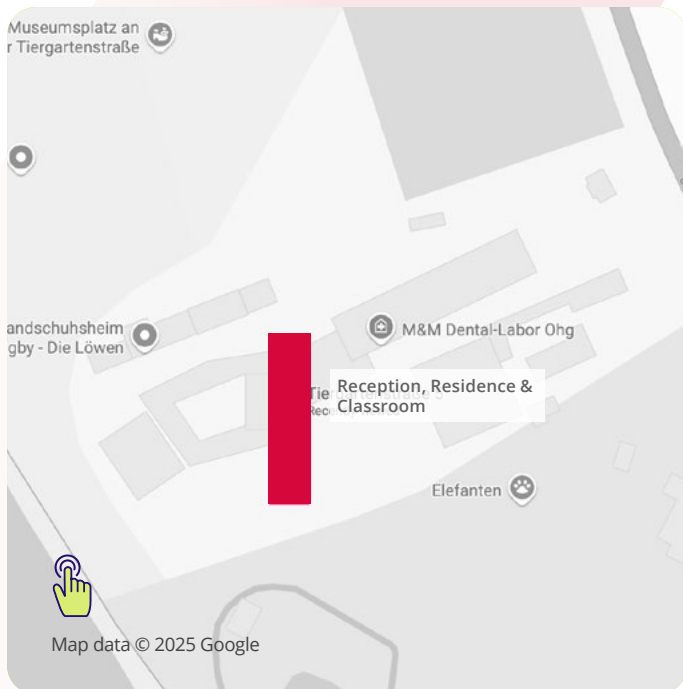 Museumsplatz an
r Tiergartenstraße
andschuhsheim
gby - Die Löwen
M&M Dental-Labor Ohg
Reception, Residence &
Classroom
Elefanten
Map data © 2025 Google